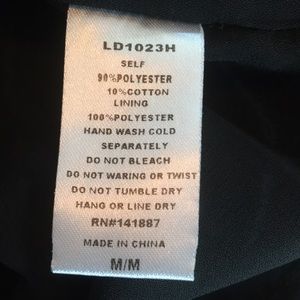 LD1023H
SELF
90%POLYESTER
10%COTTON
LINING
100%POLYESTER
HAND WASH COLD
SEPARATELY
DO NOT BLEACH
DO NOT WARING OR TWIST
DO NOT TUMBLE DRY
HANG OR LINE DRY
RN#141887
MADE IN CHINA
M/M